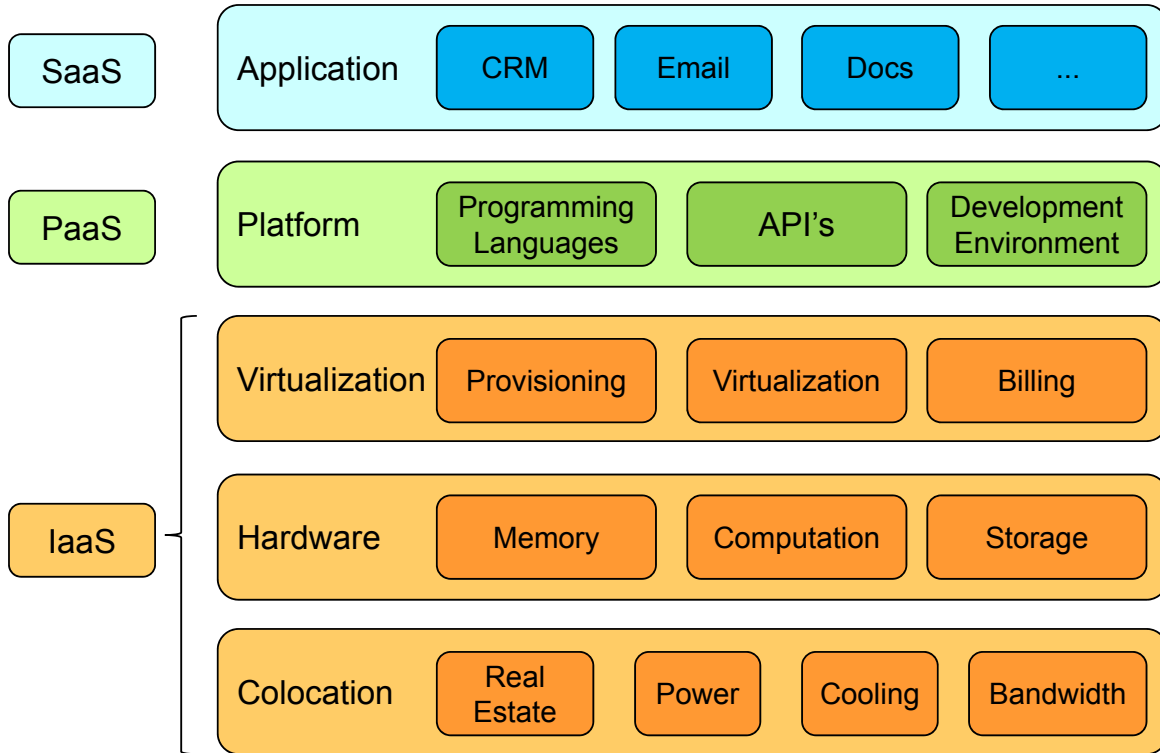 SaaS
Application
CRM
Email
Docs
...
PaaS
Platform
Programming
Languages
API's
Development
Environment
IaaS
Virtualization
Provisioning
Virtualization
Billing
Hardware
Memory
Computation
Storage
Colocation
Real
Estate
Power
Cooling
Bandwidth